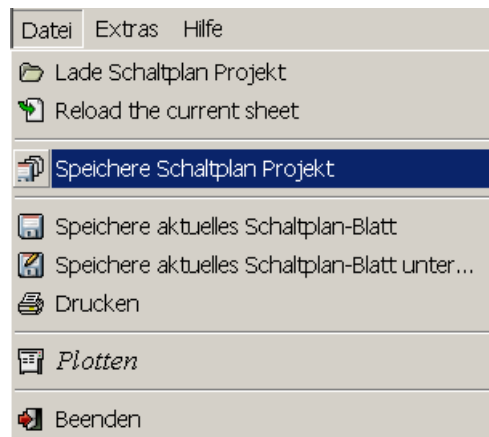 Datei Extras Hilfe
Lade Schaltplan Projekt
Reload the current sheet
Speichere Schaltplan Projekt
Speichere aktuelles Schaltplan-Blatt
Speichere aktuelles Schaltplan-Blatt unter...
Drucken
Plotten
Beenden